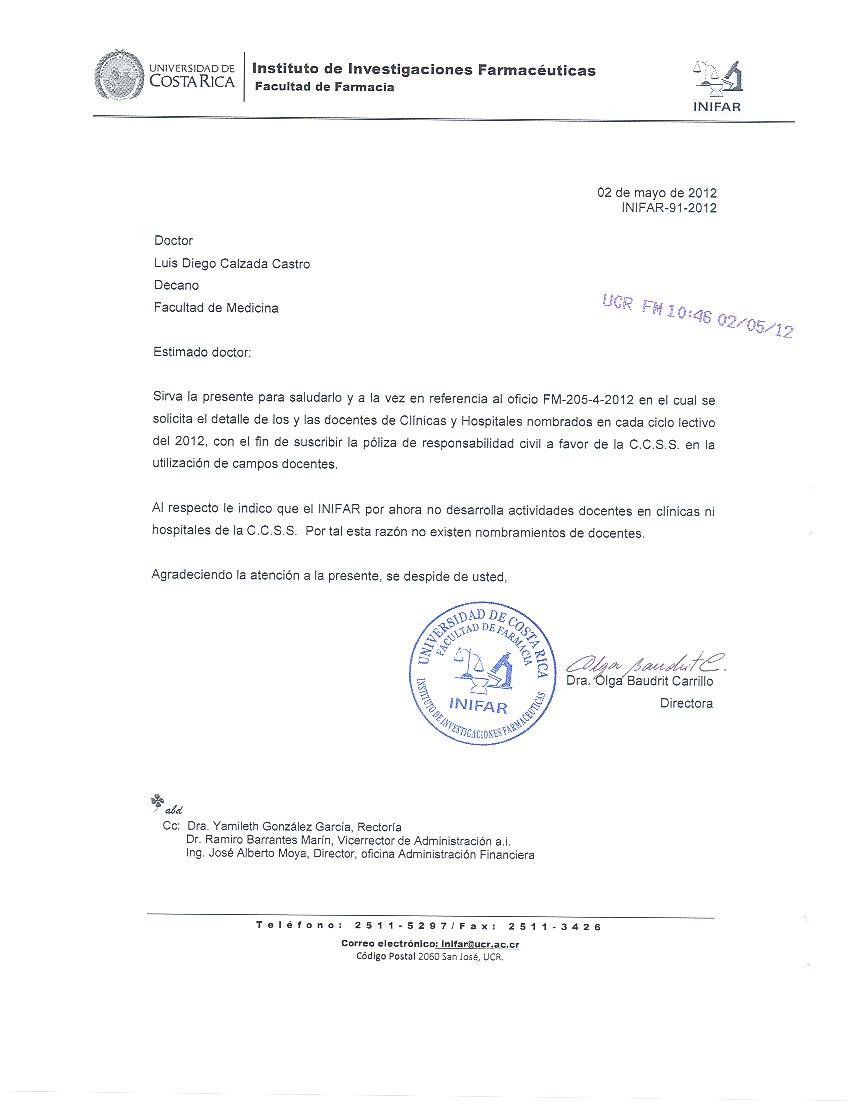 UNIVERSIDAD DE
COSTA RICA
Instituto de Investigaciones Farmacéuticas
Facultad de Farmacia
INIFAR
02 de mayo de 2012
INIFAR-91-2012
Doctor
Luis Diego Calzada Castro
Decano
Facultad de Medicina
UCR FM 10:46 02/05/12
Estimado doctor:
Sirva la presente para saludarlo y a la vez en referencia al oficio FM-205-4-2012 en el cual se
solicita el detalle de los y las docentes de Clínicas y Hospitales nombrados en cada ciclo lectivo
del 2012, con el fin de suscribir la póliza de responsabilidad civil a favor de la C.C.S.S. en la
utilización de campos docentes.
Al respecto le indico que el INIFAR por ahora no desarrolla actividades docentes en clínicas ni
hospitales de la C.C.S.S. Por tal esta razón no existen nombramientos de docentes.
Agradeciendo la atención a la presente, se despide de usted,
UNIVERSIDAD DE COSTA RICA
FACULTAD DE FARMACIA
INIFAR
INSTITUTO DE INVESTIGACIONES FARMACEUTICAS
Olga Baudrit C.
Dra. Olga Baudrit Carrillo
Directora
abd
Cc: Dra. Yamileth González García, Rectoría
Dr. Ramiro Barrantes Marín, Vicerrector de Administración a.i.
Ing. José Alberto Moya, Director, oficina Administración Financiera
Teléfono: 2511-5297/Fax: 2511-3426
Correo electrónico: inifar@ucr.ac.cr
Código Postal 2060 San José, UCR.